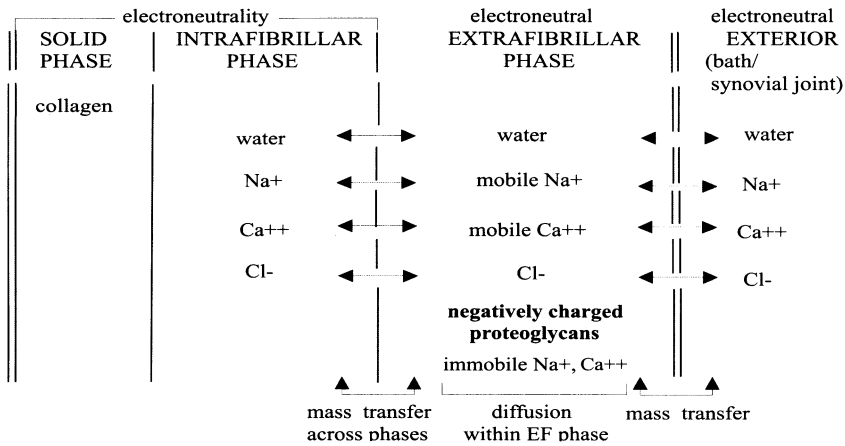 electroneutrality electroneutral electroneutral
SOLID INTRAFIBRILLAR EXTRAFIBRILLAR EXTERIOR
PHASE PHASE PHASE (bath/
synovial joint)
collagen
water water water
Na+ mobile Na+ Na+
Ca++ mobile Ca++ Ca++
Cl- Cl- Cl-
negatively charged
proteoglycans
immobile Na+, Ca++
mass transfer diffusion mass transfer
across phases within EF phase